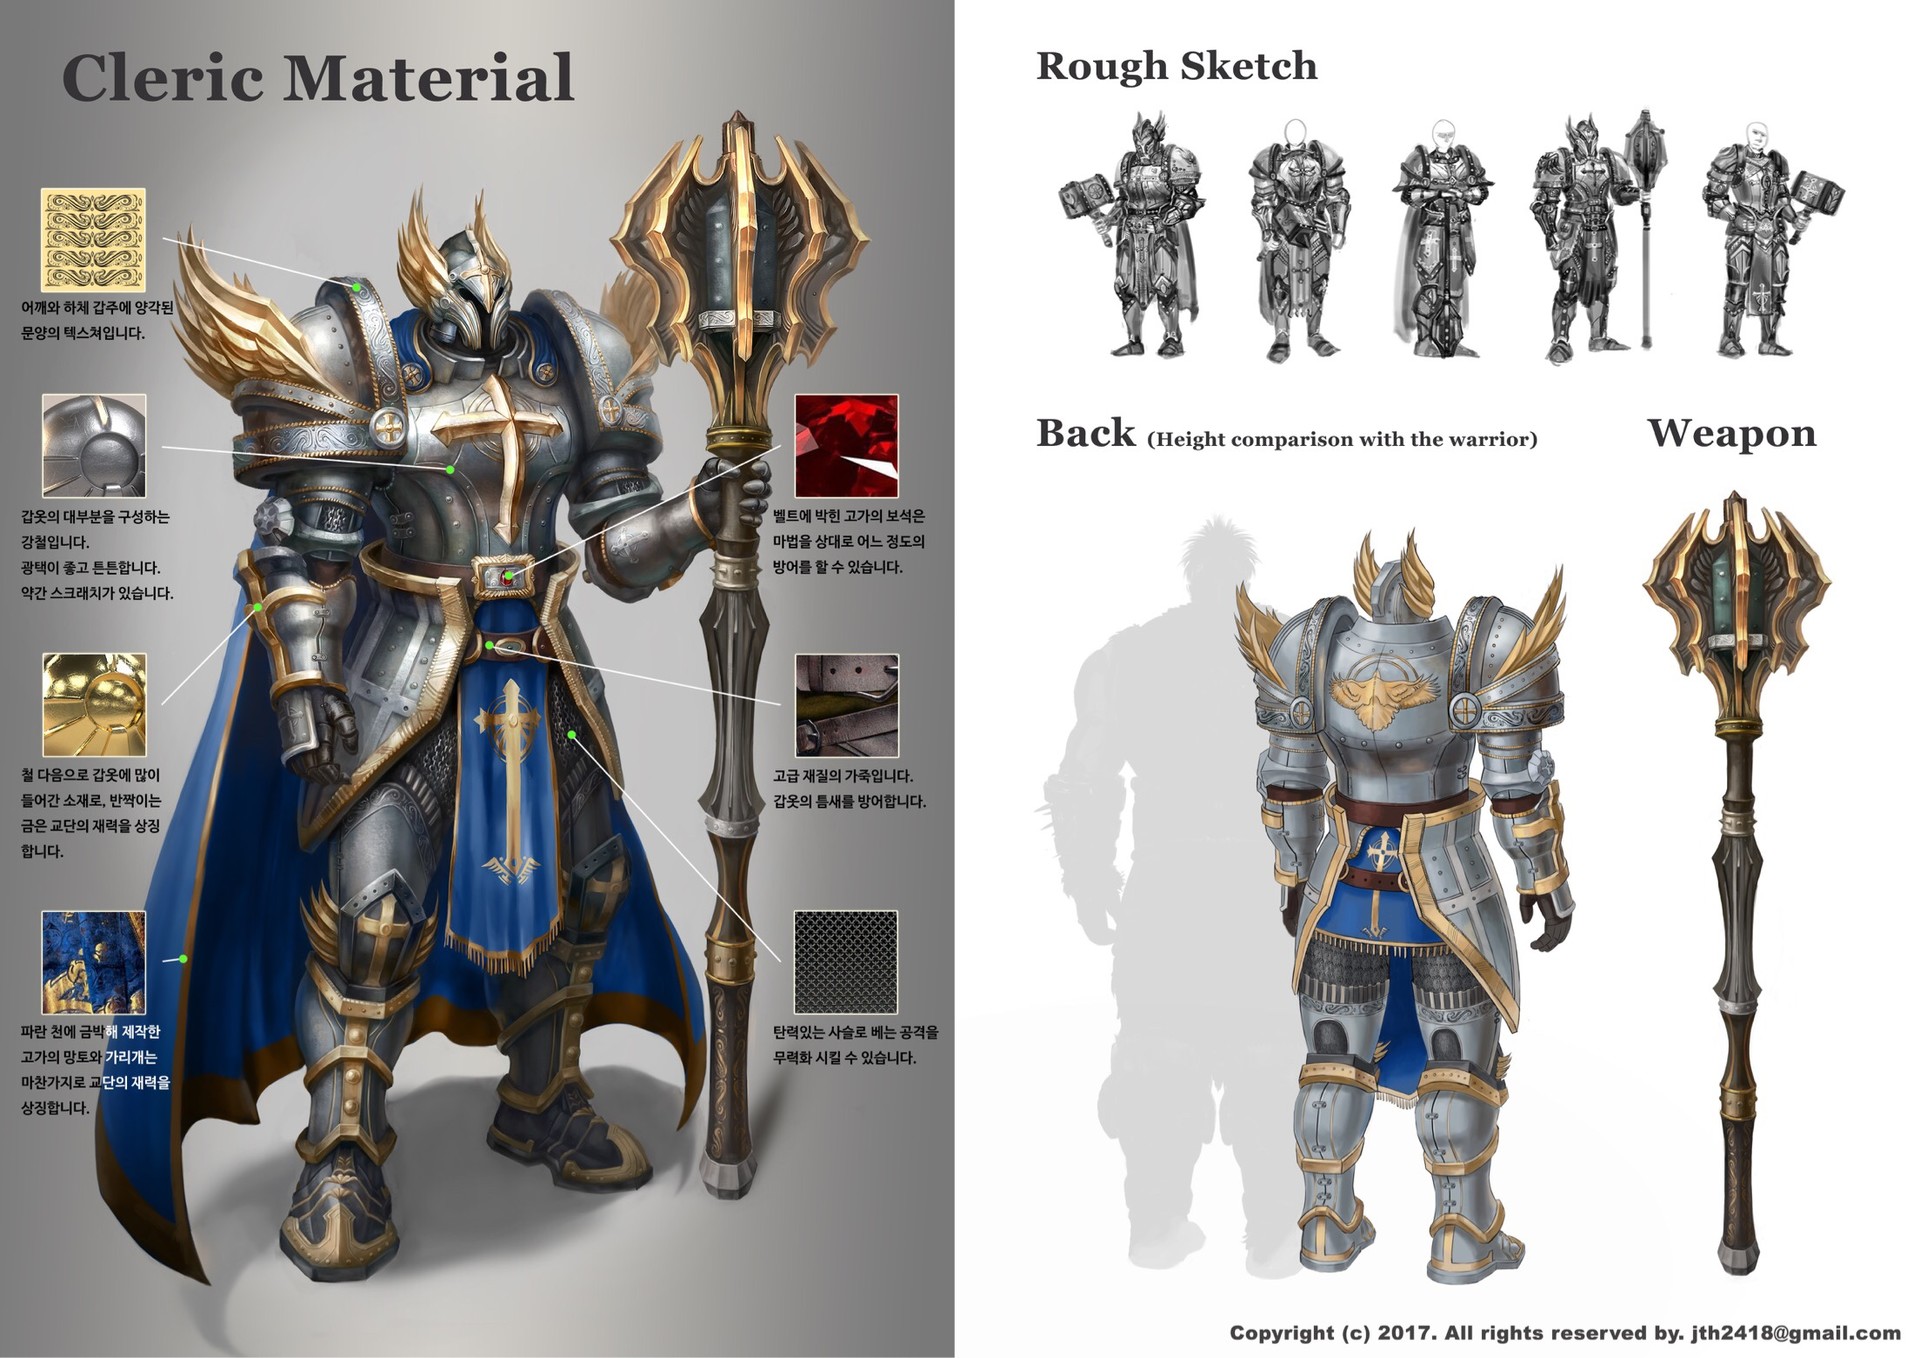 Cleric Material
어깨와 하체 갑주에 양각된
문양의 텍스쳐입니다.
갑옷의 대부분을 구성하는
강철입니다.
광택이 좋고 튼튼합니다.
약간 스크래치가 있습니다.
철 다음으로 갑옷에 많이
들어간 소재로, 반짝이는
금은 교단의 재력을 상징
합니다.
파란 천에 금박해 제작한
고가의 망토와 가리개는
마찬가지로 교단의 재력을
상징합니다.
벨트에 박힌 고가의 보석은
마법을 상대로 어느 정도의
방어를 할 수 있습니다.
고급 재질의 가죽입니다.
갑옷의 틈새를 방어합니다.
탄력있는 사슬로 베는 공격을
무력화 시킬 수 있습니다.
Rough Sketch
Back (Height comparison with the warrior)
Weapon
Copyright (c) 2017. All rights reserved by. jth2418@gmail.com